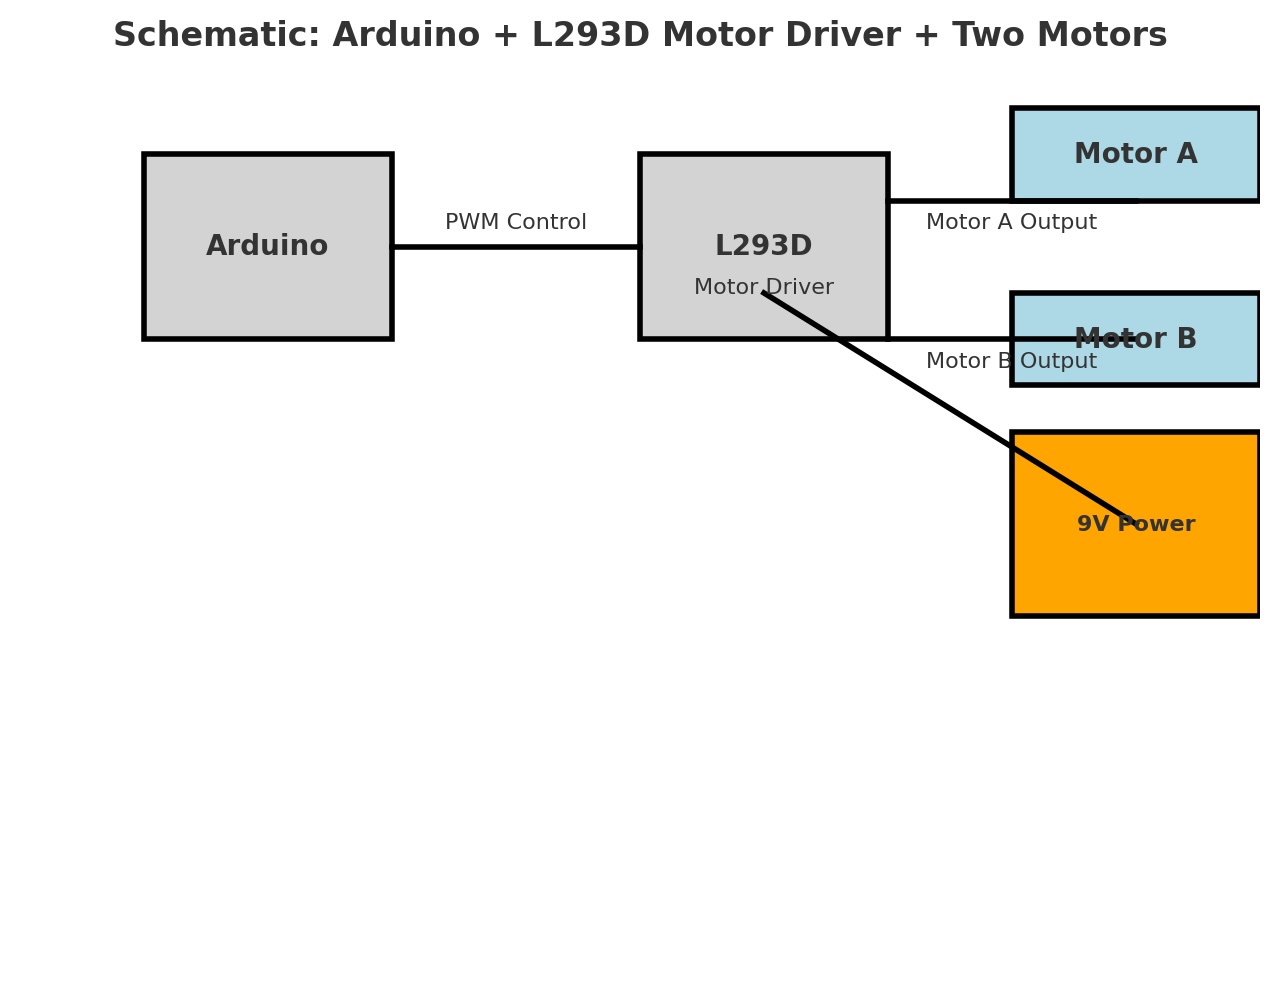 Schematic: Arduino + L293D Motor Driver + Two Motors
Motor A
Arduino
PWM Control
L293D
Motor Driver
Motor A Output
Motor B
Motor B Output
9V Power